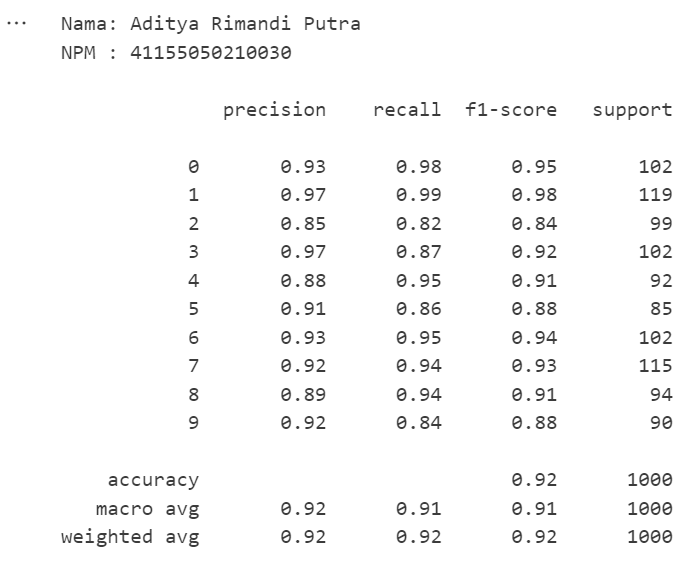 ... Nama: Aditya Rimandi Putra
NPM : 41155050210030
precision recall f1-score support
0 0.93 0.98 0.95 102
1 0.97 0.99 0.98 119
2 0.85 0.82 0.84 99
3 0.97 0.87 0.92 102
4 0.88 0.95 0.91 92
5 0.91 0.86 0.88 85
6 0.93 0.95 0.94 102
7 0.92 0.94 0.93 115
8 0.89 0.94 0.91 94
9 0.92 0.84 0.88 90
accuracy 0.92 1000
macro avg 0.92 0.91 0.91 1000
weighted avg 0.92 0.92 0.92 1000